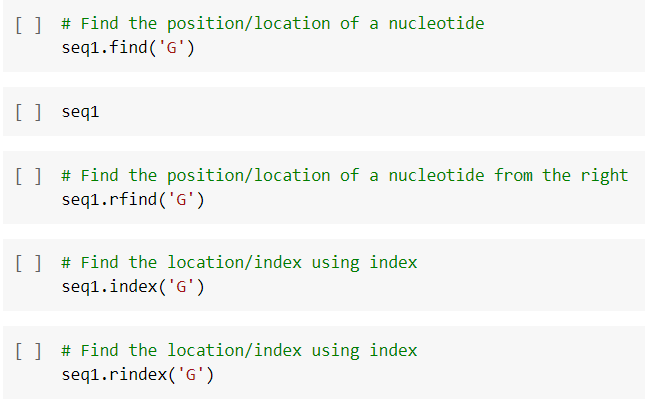 [ ] # Find the position/location of a nucleotide
seq1.find('G')
[ ] seq1
[ ] # Find the position/location of a nucleotide from the right
seq1.rfind('G')
[ ] # Find the location/index using index
seq1.index('G')
[ ] # Find the location/index using index
seq1.rindex('G')